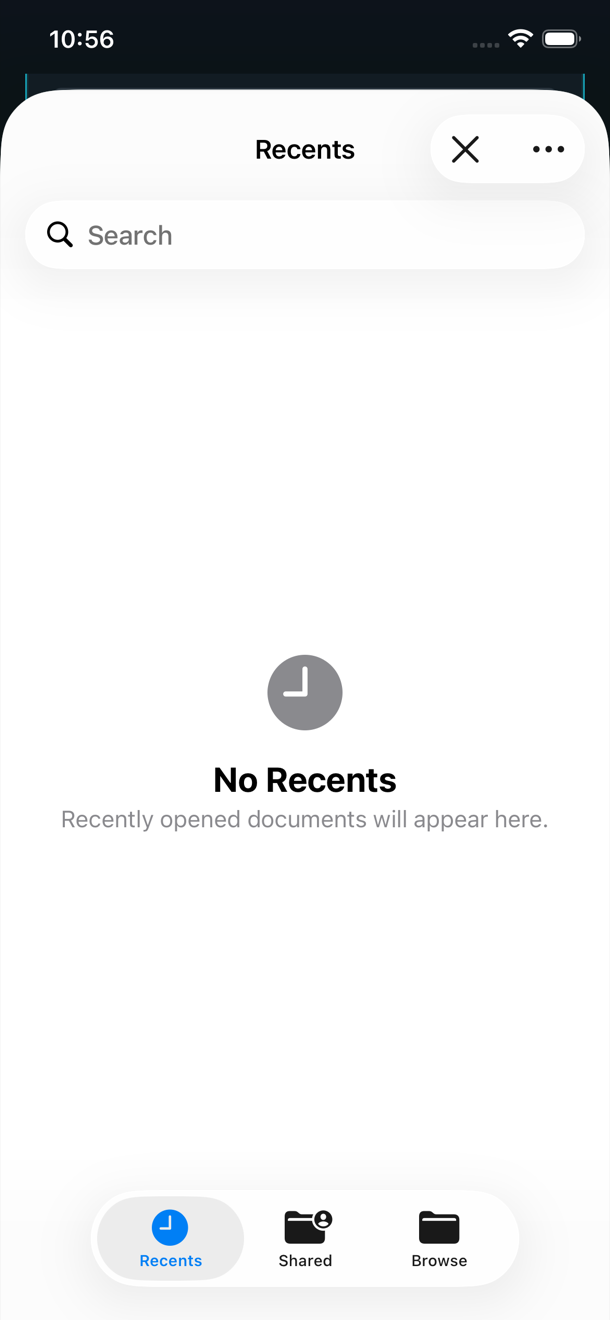 10:56
Recents
Search
No Recents
Recently opened documents will appear here.
Recents
Shared
Browse